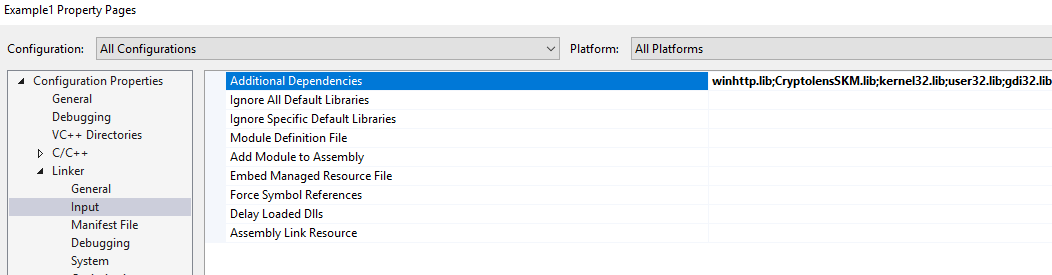 Example1 Property Pages
Configuration: All Configurations Platform: All Platforms
Configuration Properties
General
Debugging
VC++ Directories
C/C++
Linker
General
Input
Manifest File
Debugging
System
Additional Dependencies winhttp.lib;CryptolensSKM.lib;kernel32.lib;user32.lib;gdi32.lib
Ignore All Default Libraries
Ignore Specific Default Libraries
Module Definition File
Add Module to Assembly
Embed Managed Resource File
Force Symbol References
Delay Loaded Dlls
Assembly Link Resource